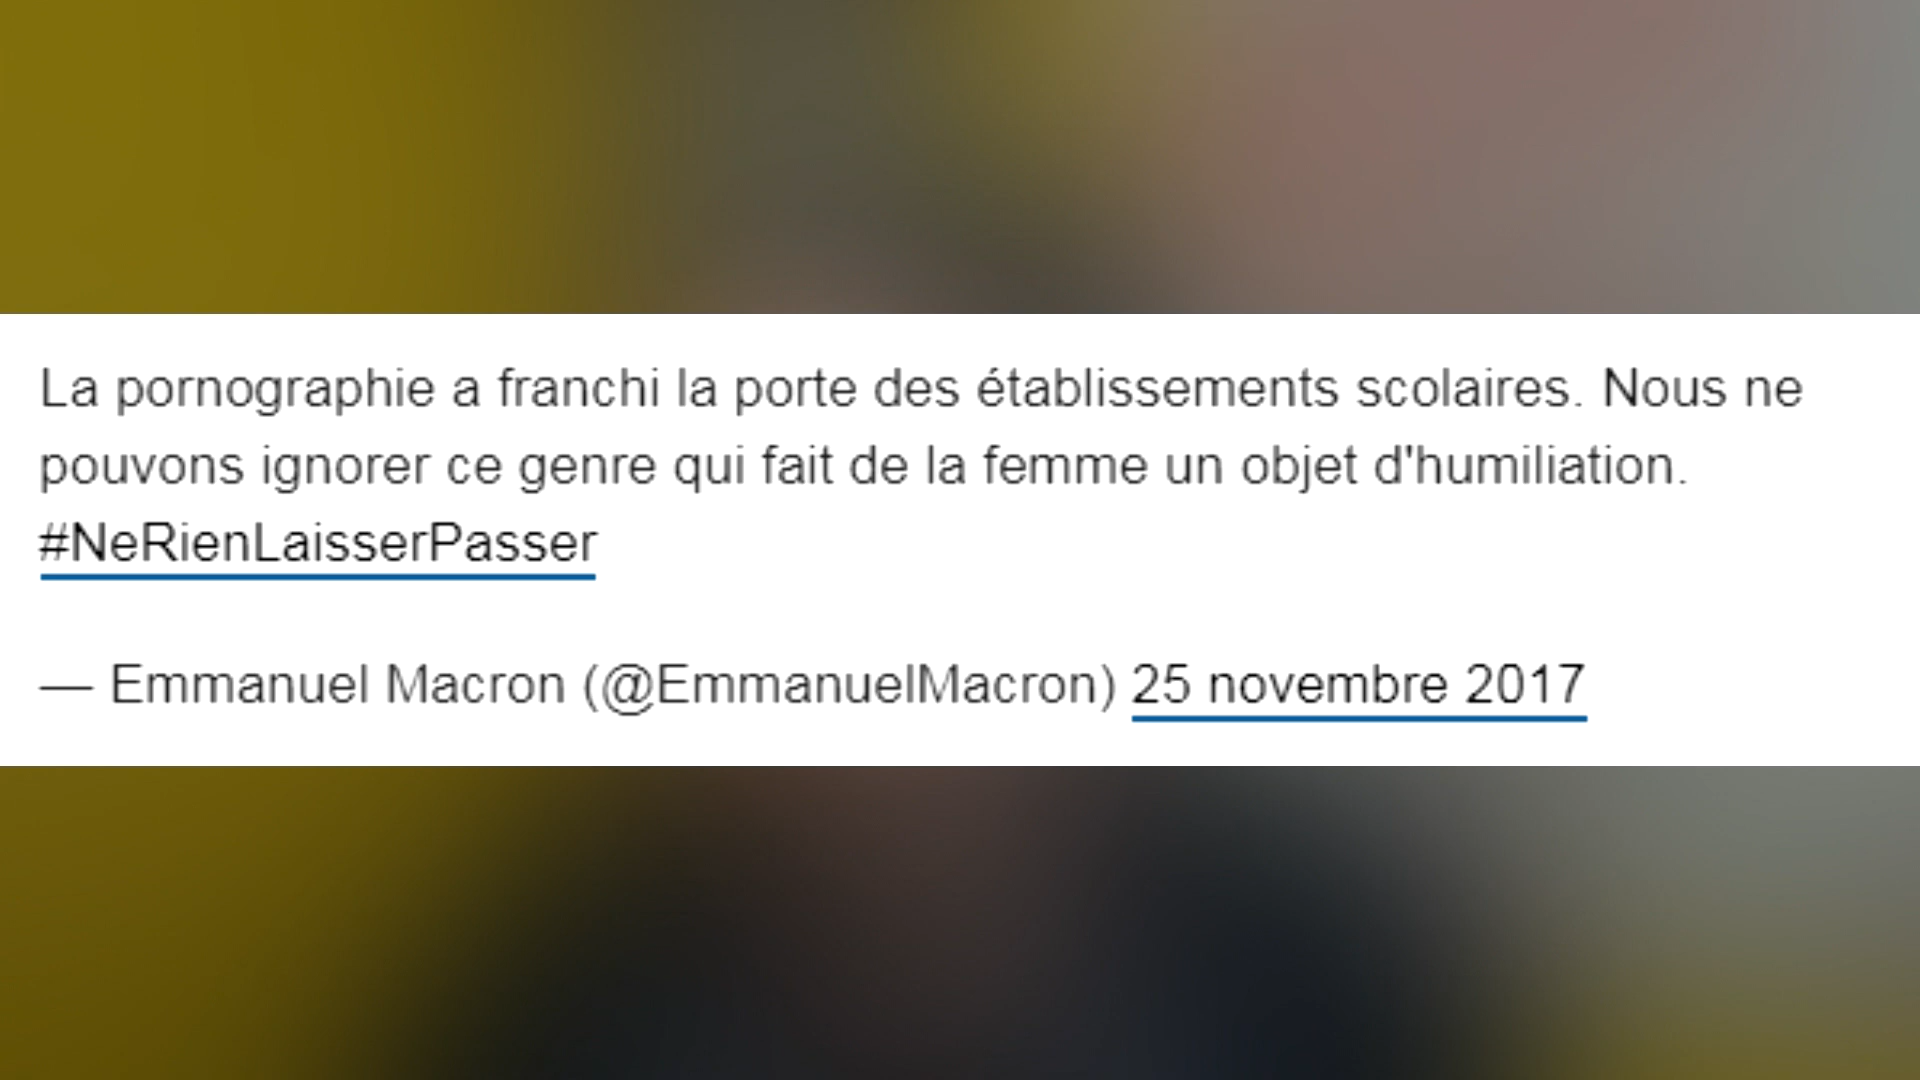 La pornographie a franchi la porte des établissements scolaires. Nous ne
pouvons ignorer ce genre qui fait de la femme un objet d'humiliation.
#NeRienLaisserPasser
— Emmanuel Macron (@EmmanuelMacron) 25 novembre 2017